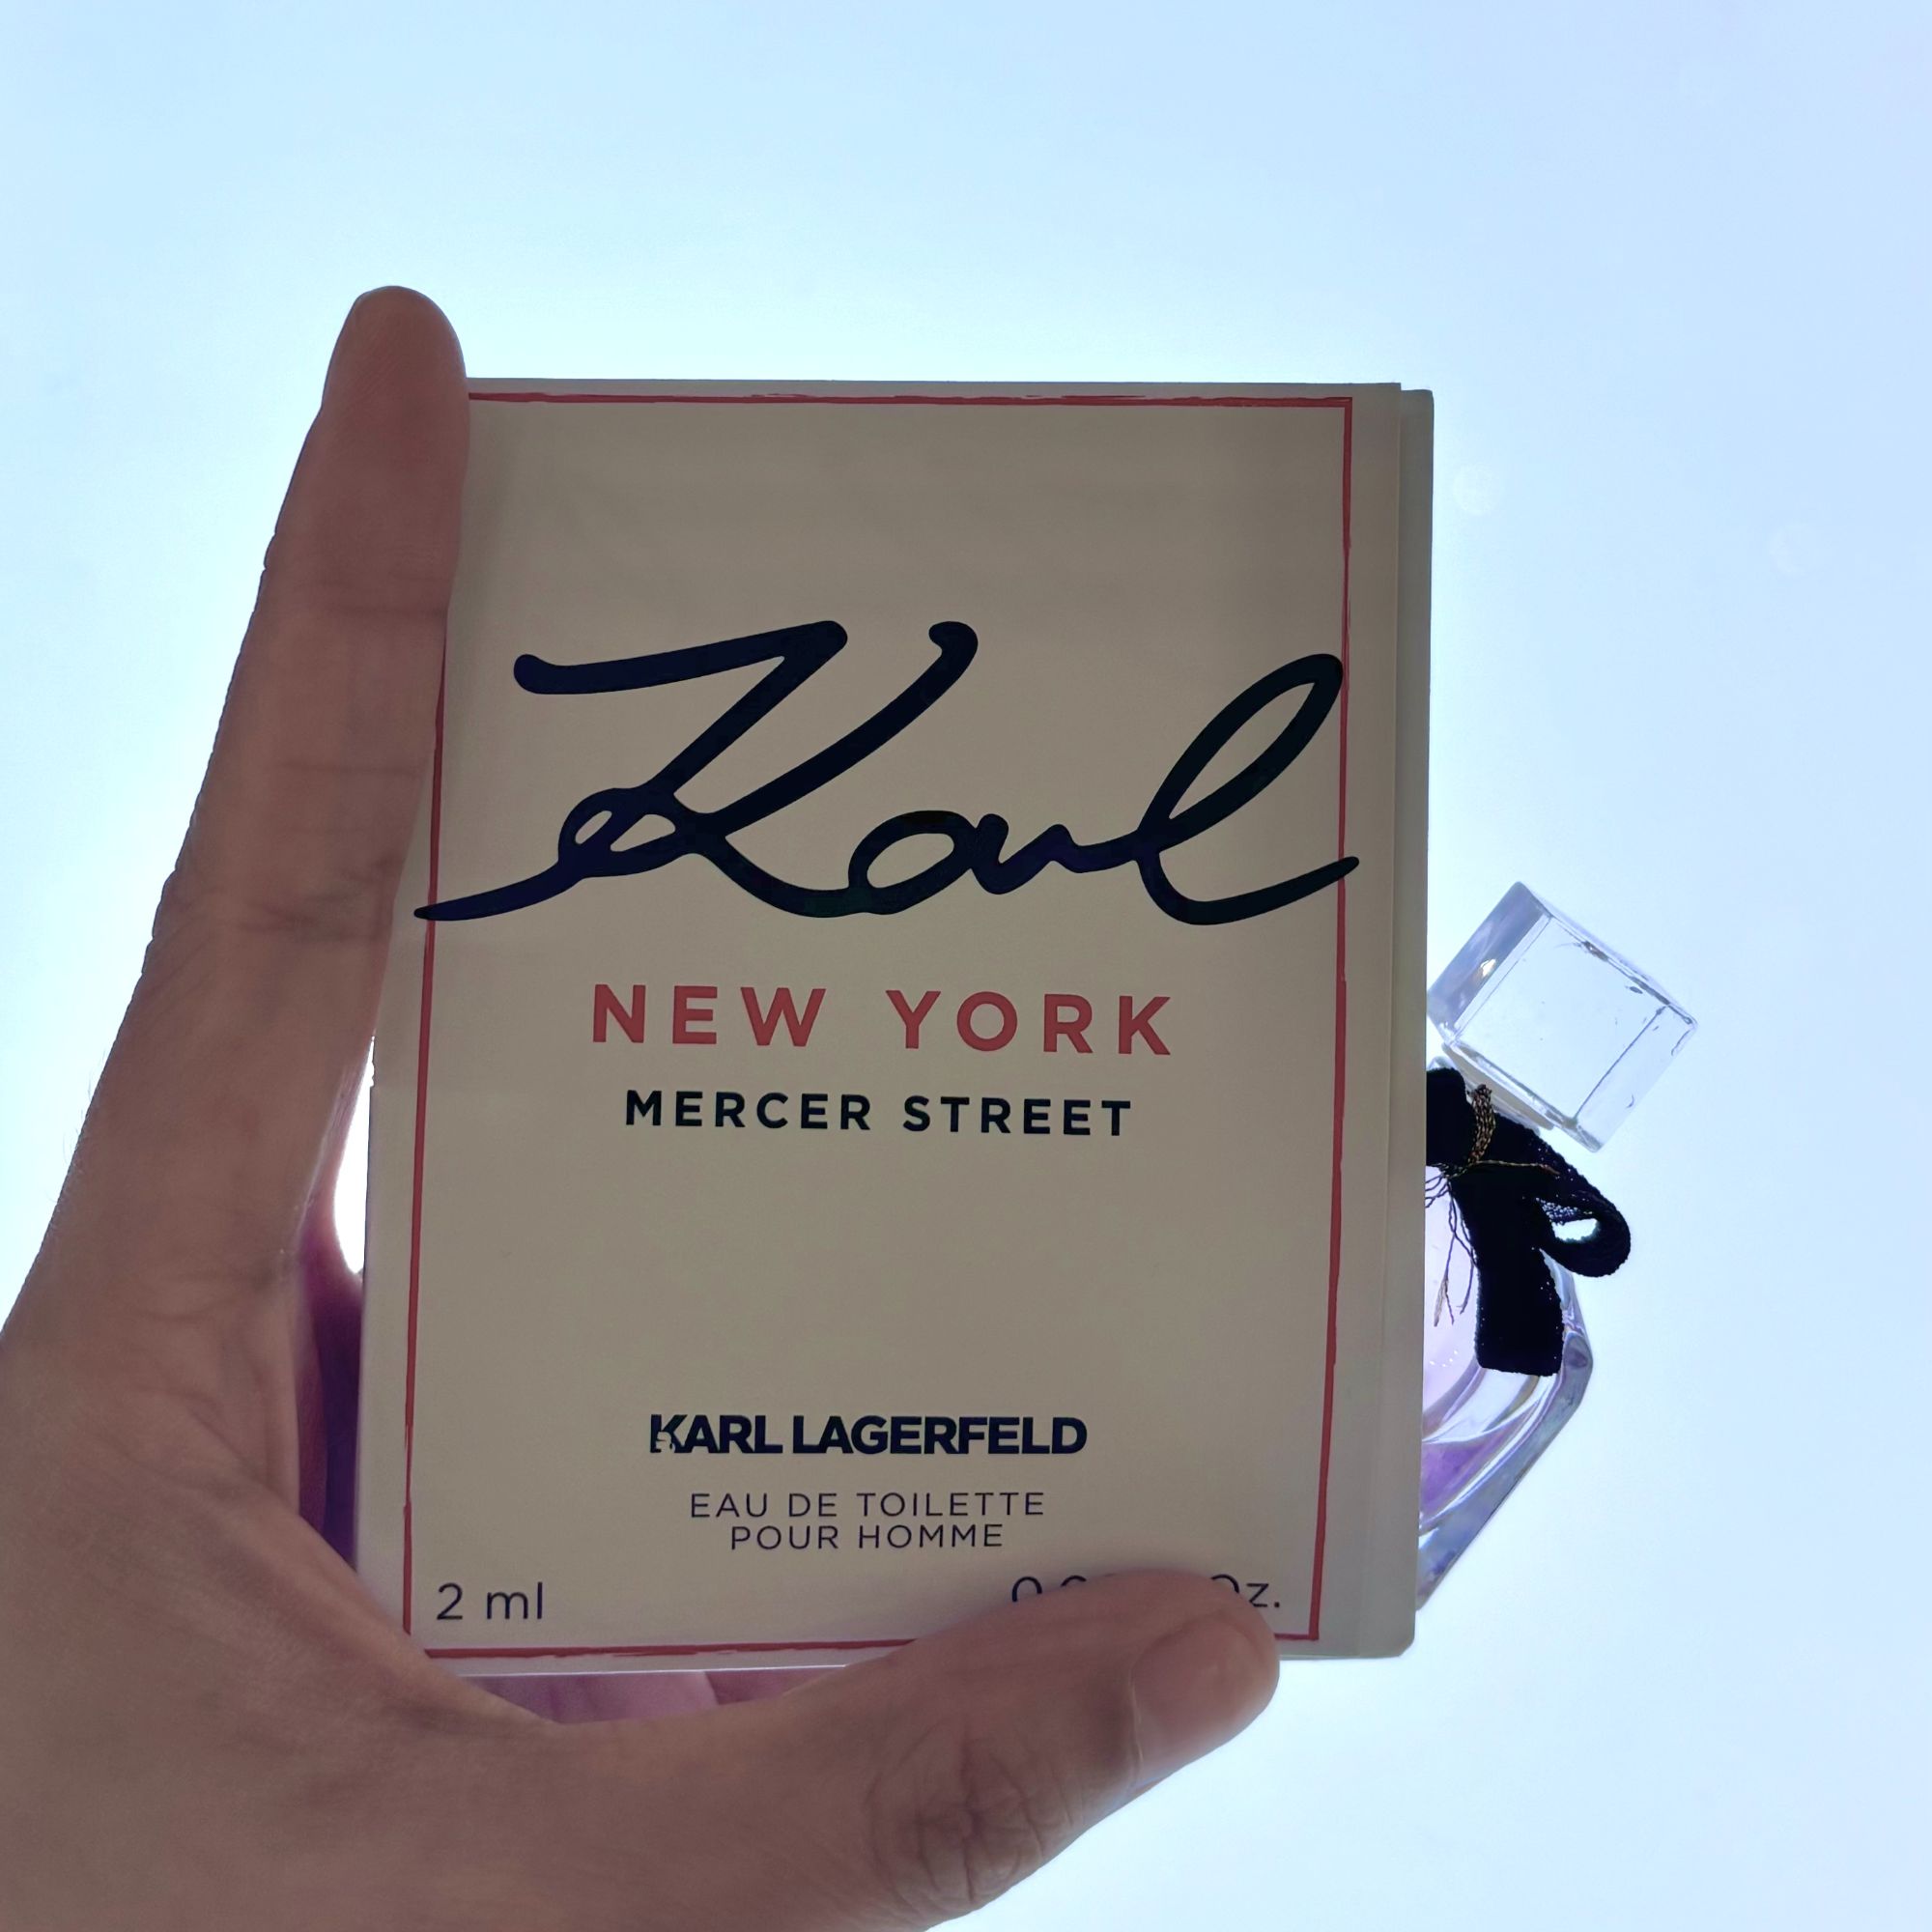 Karl
NEW YORK
MERCER STREET
KARL LAGERFELD
EAU DE TOILETTE
POUR HOMME
2 ml